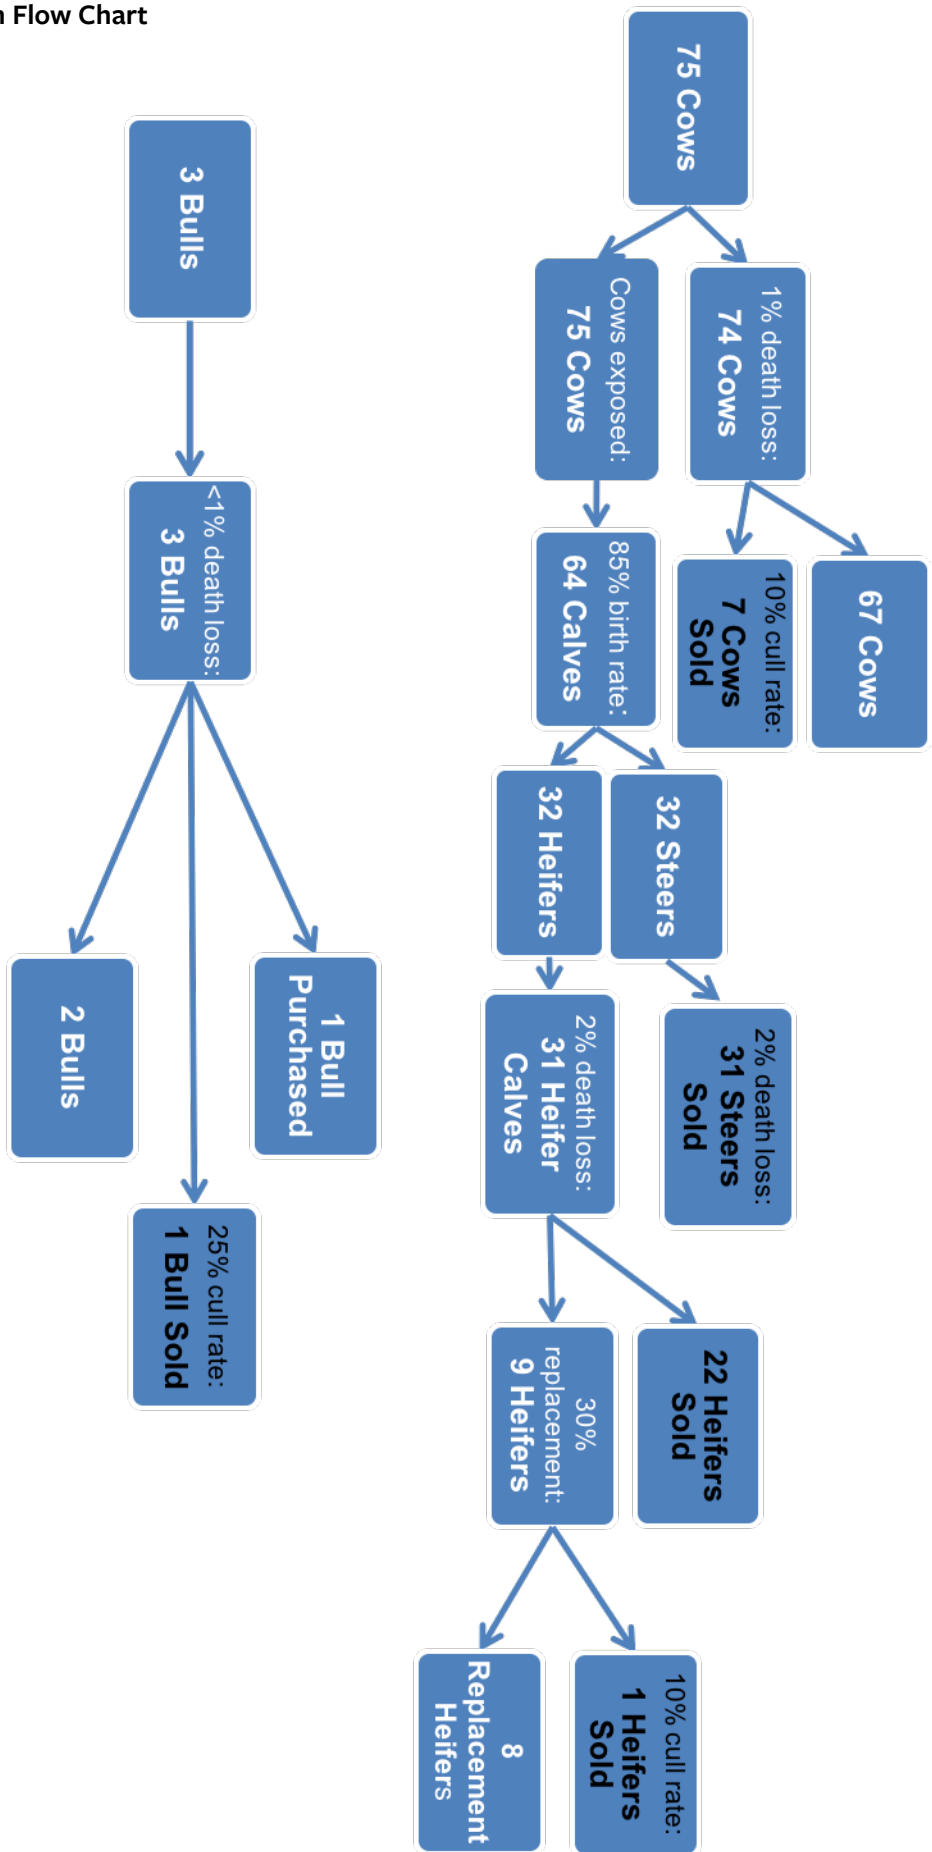 n Flow Chart
75 Cows
1% death loss:
74 Cows
67 Cows
10% cull rate:
7 Cows
Sold
Cows exposed:
75 Cows
85% birth rate:
64 Calves
32 Steers
2% death loss:
31 Steers
Sold
32 Heifers
2% death loss:
31 Heifer
Calves
22 Heifers
Sold
30%
replacement:
9 Heifers
10% cull rate:
1 Heifers
Sold
8
Replacement
Heifers
3 Bulls
<1% death loss:
3 Bulls
1 Bull
Purchased
25% cull rate:
1 Bull Sold
2 Bulls